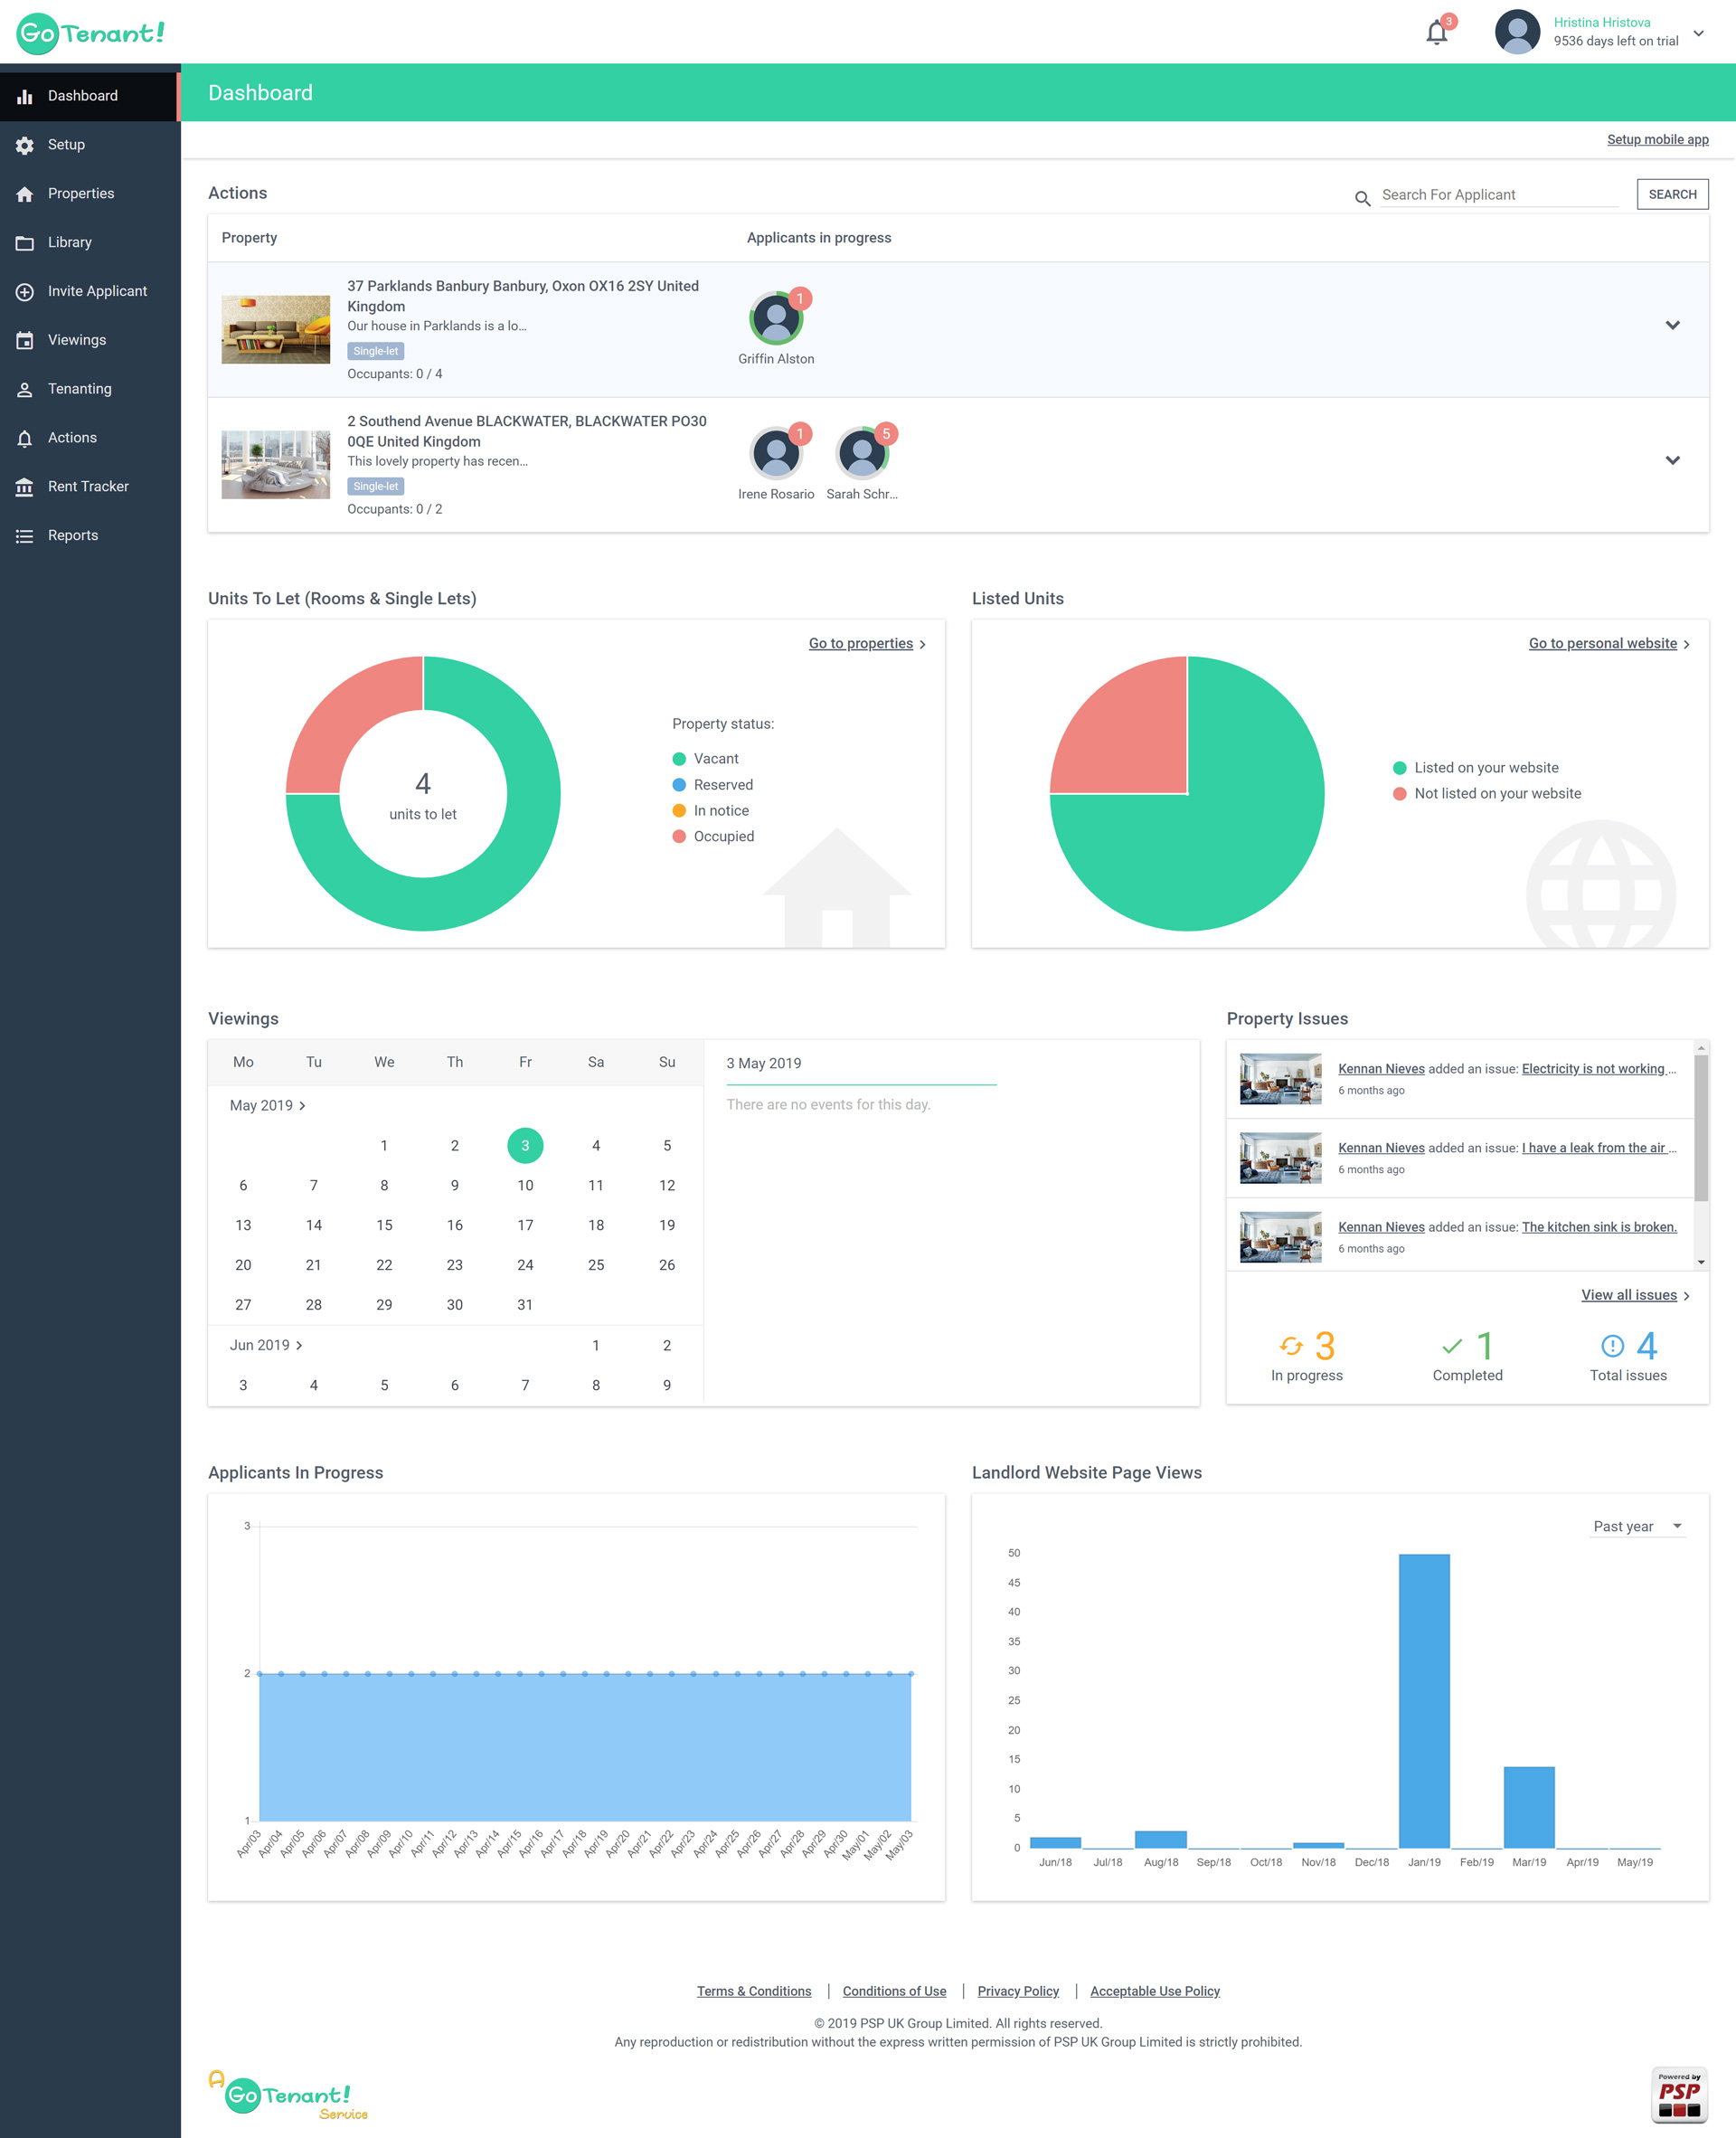 Go Tenant!
3
Hristina Hristova
9536 days left on trial
Dashboard
Setup
Properties
Library
Invite Applicant
Viewings
Tenanting
Actions
Rent Tracker
Reports
Dashboard
Setup mobile app
Actions
Search For Applicant
SEARCH
Property
Applicants in progress
37 Parklands Banbury Banbury, Oxon OX16 2SY United
Kingdom
Our house in Parklands is a lo...
Single-let
Occupants: 0 / 4
1
Griffin Alston
2 Southend Avenue BLACKWATER, BLACKWATER PO30
0QE United Kingdom
This lovely property has recen...
Single-let
Occupants: 0 / 2
1
Irene Rosario
5
Sarah Schr...
Units To Let (Rooms & Single Lets)
Go to properties
4
units to let
Property status:
Vacant
Reserved
In notice
Occupied
Listed Units
Go to personal website
Listed on your website
Not listed on your website
Viewings
Mo Tu We Th Fr Sa Su
May 2019
1 2 3 4 5
6 7 8 9 10 11 12
13 14 15 16 17 18 19
20 21 22 23 24 25 26
27 28 29 30 31
Jun 2019 1 2
3 4 5 6 7 8 9
3 May 2019
There are no events for this day.
Property Issues
Kennan Nieves added an issue: Electricity is not working ...
6 months ago
Kennan Nieves added an issue: I have a leak from the air ...
6 months ago
Kennan Nieves added an issue: The kitchen sink is broken.
6 months ago
View all issues
3
In progress
1
Completed
4
Total issues
Applicants In Progress
3
2
1
Apr/03 Apr/04 Apr/05 Apr/06 Apr/07 Apr/08 Apr/09 Apr/10 Apr/11 Apr/12 Apr/13 Apr/14 Apr/15 Apr/16 Apr/17 Apr/18 Apr/19 Apr/20 Apr/21 Apr/22 Apr/23 Apr/24 Apr/25 Apr/26 Apr/27 Apr/28 Apr/29 Apr/30 May/01 May/02 May/03
Landlord Website Page Views
Past year
50
45
40
35
30
25
20
15
10
5
0
Jun/18 Jul/18 Aug/18 Sep/18 Oct/18 Nov/18 Dec/18 Jan/19 Feb/19 Mar/19 Apr/19 May/19
Terms & Conditions | Conditions of Use | Privacy Policy | Acceptable Use Policy
© 2019 PSP UK Group Limited. All rights reserved.
Any reproduction or redistribution without the express written permission of PSP UK Group Limited is strictly prohibited.
A
Go Tenant!
Service
Powered by
PSP